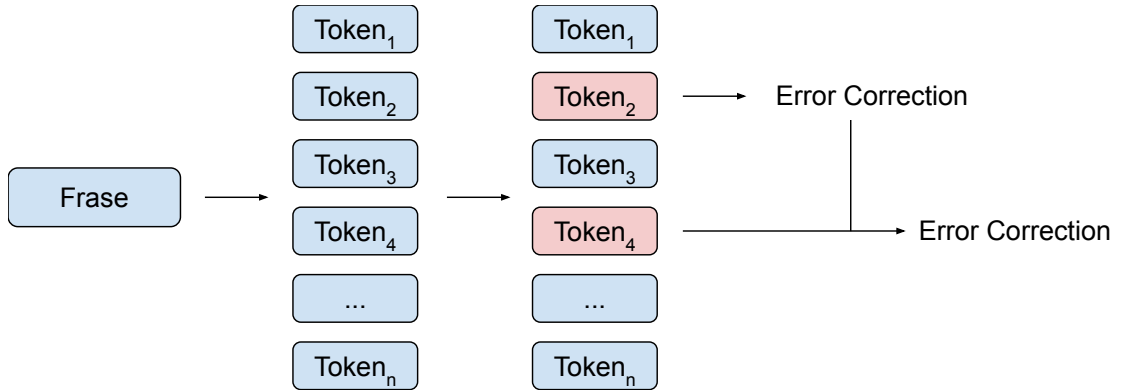 Frase
Token₁
Token₂
Token₃
Token₄
...
Tokenₙ
Token₁
Token₂
Token₃
Token₄
...
Tokenₙ
Error Correction
Error Correction